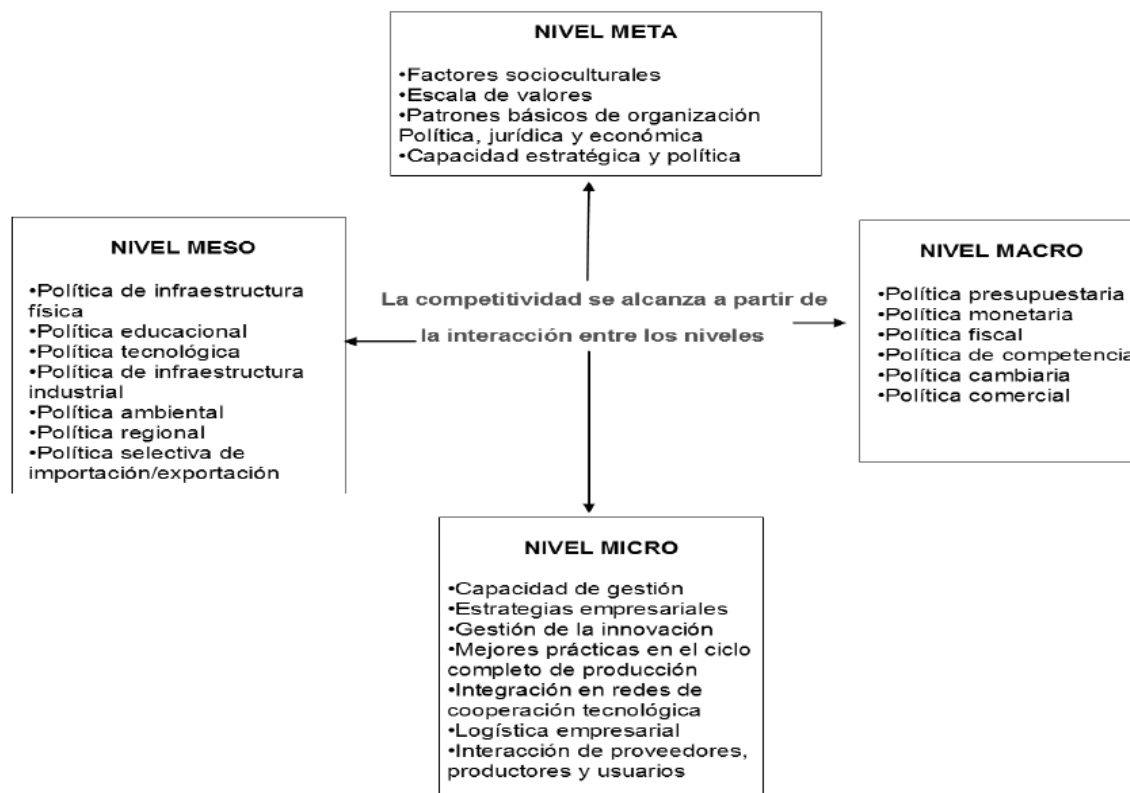 NIVEL META
•Factores socioculturales
•Escala de valores
•Patrones básicos de organización
Política, jurídica y económica
•Capacidad estratégica y política
NIVEL MESO
•Política de infraestructura
física
•Política educacional
•Política tecnológica
•Política de infraestructura
industrial
•Política ambiental
•Política regional
•Política selectiva de
importación/exportación
La competitividad se alcanza a partir de
la interacción entre los niveles
NIVEL MACRO
•Política presupuestaria
•Política monetaria
•Política fiscal
•Política de competencia
•Política cambiaria
•Política comercial
NIVEL MICRO
•Capacidad de gestión
•Estrategias empresariales
•Gestión de la innovación
•Mejores prácticas en el ciclo
completo de producción
•Integración en redes de
cooperación tecnológica
•Logística empresarial
•Interacción de proveedores,
productores y usuarios